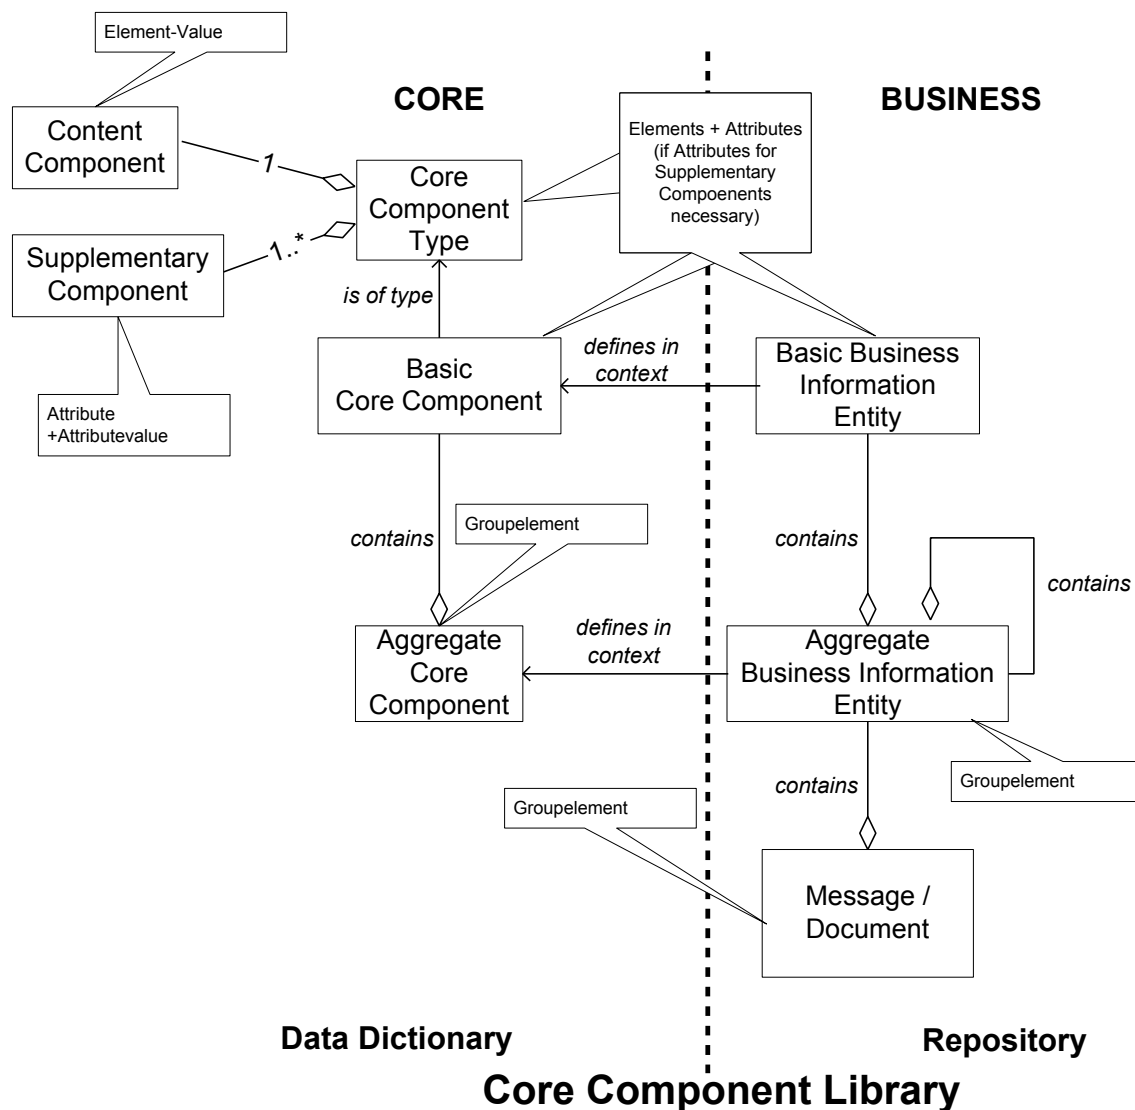 Element-Value
CORE
BUSINESS
Content
Component
1
Core
Component
Type
Elements + Attributes
(if Attributes for
Supplementary
Compoenents
necessary)
Supplementary
Component
1..*
is of type
Attribute
+Attributevalue
Basic
Core Component
defines in
context
Basic Business
Information
Entity
contains
Groupelement
contains
contains
Aggregate
Core
Component
defines in
context
Aggregate
Business Information
Entity
contains
Groupelement
Groupelement
Message /
Document
Data Dictionary
Repository
Core Component Library